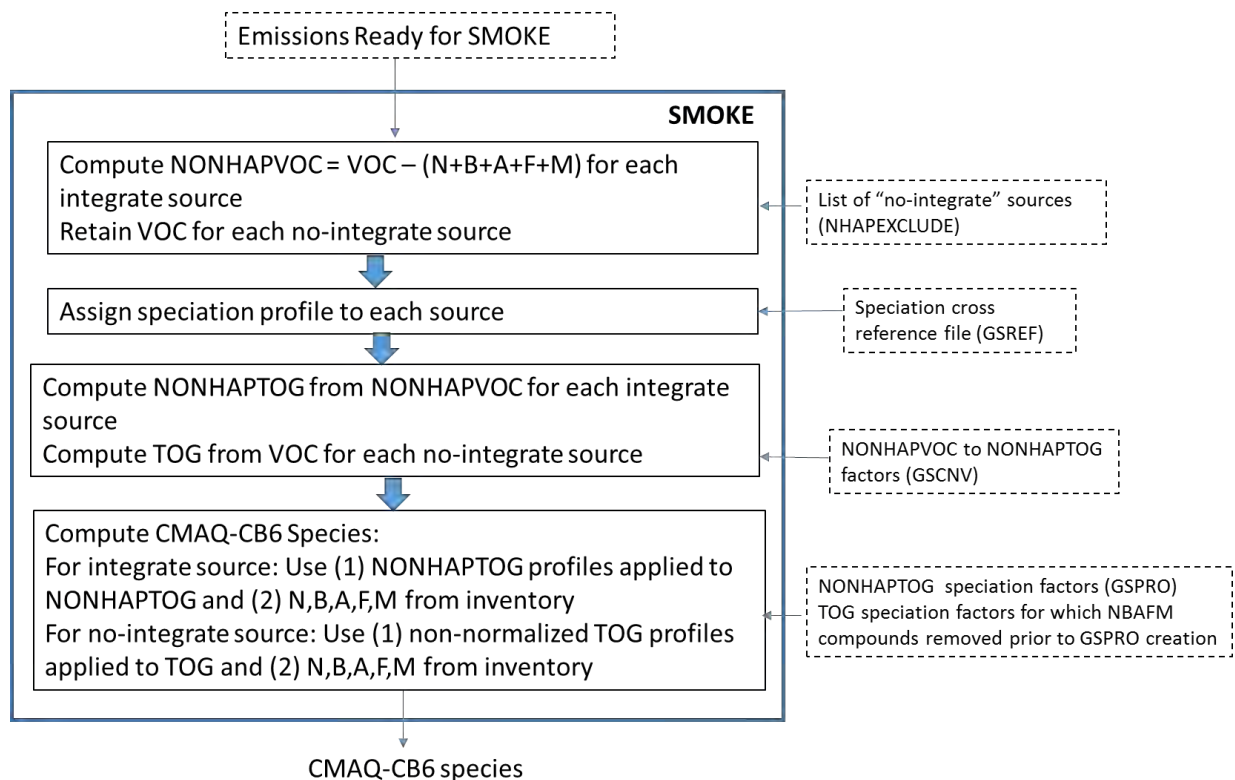 Emissions Ready for SMOKE
SMOKE
Compute NONHAPVOC = VOC – (N+B+A+F+M) for each
integrate source
Retain VOC for each no-integrate source
List of “no-integrate” sources
(NHAPEXCLUDE)
Assign speciation profile to each source
Speciation cross
reference file (GSREF)
Compute NONHAPTOG from NONHAPVOC for each integrate
source
Compute TOG from VOC for each no-integrate source
NONHAPVOC to NONHAPTOG
factors (GSCNV)
Compute CMAQ-CB6 Species:
For integrate source: Use (1) NONHAPTOG profiles applied to
NONHAPTOG and (2) N,B,A,F,M from inventory
For no-integrate source: Use (1) non-normalized TOG profiles
applied to TOG and (2) N,B,A,F,M from inventory
NONHAPTOG speciation factors (GSPRO)
TOG speciation factors for which NBAFM
compounds removed prior to GSPRO creation
CMAQ-CB6 species